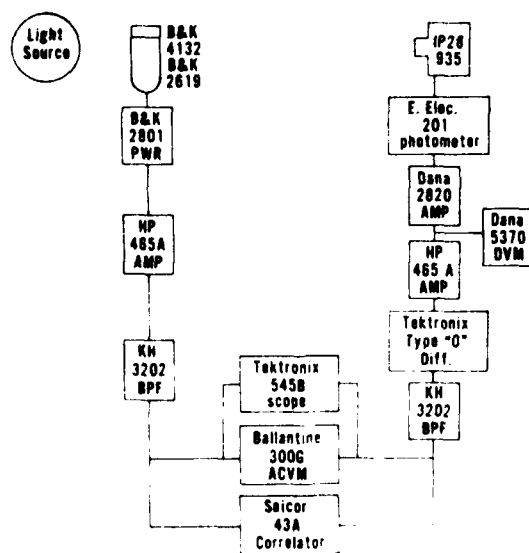 Light
Source
B&K
4132
B&K
2619
B&K
2801
PWR
HP
465A
AMP
KH
3202
BPF
IP28
935
E. Elec.
201
photometer
Dana
2820
AMP
Dana
5370
DVM
HP
465 A
AMP
Tektronix
Type "O"
Diff.
KH
3202
BPF
Tektronix
545B
scope
Ballantine
300G
ACVM
Saicor
43A
Correlator